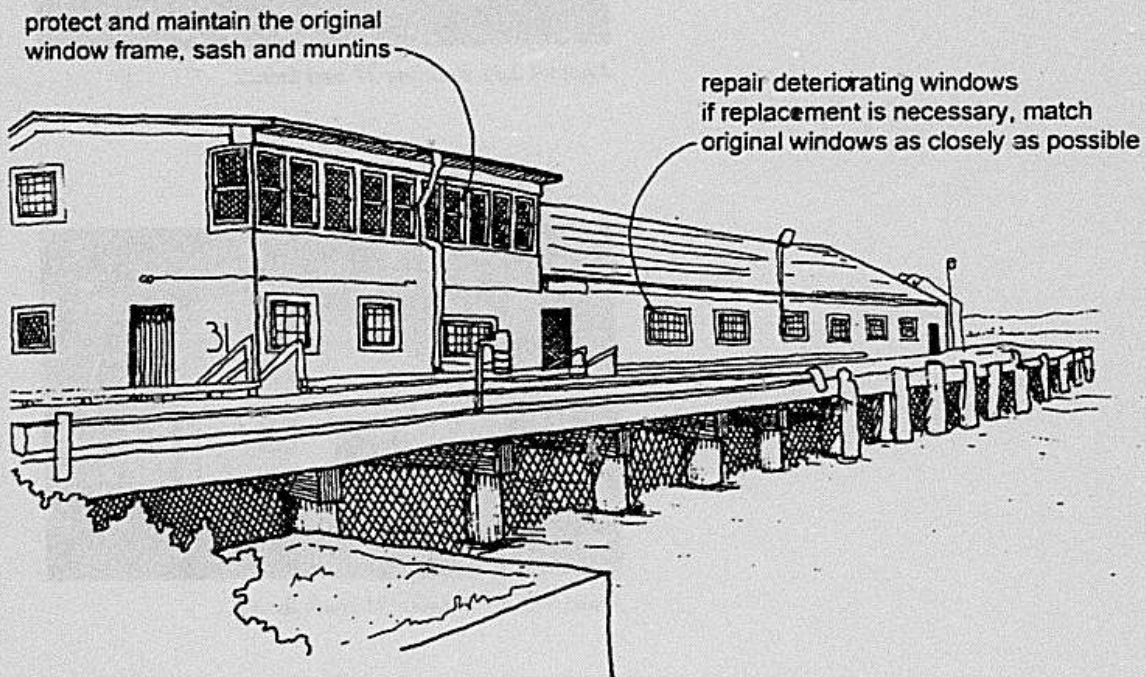 protect and maintain the original
window frame, sash and muntins
repair deteriorating windows
if replacement is necessary, match
original windows as closely as possible
31